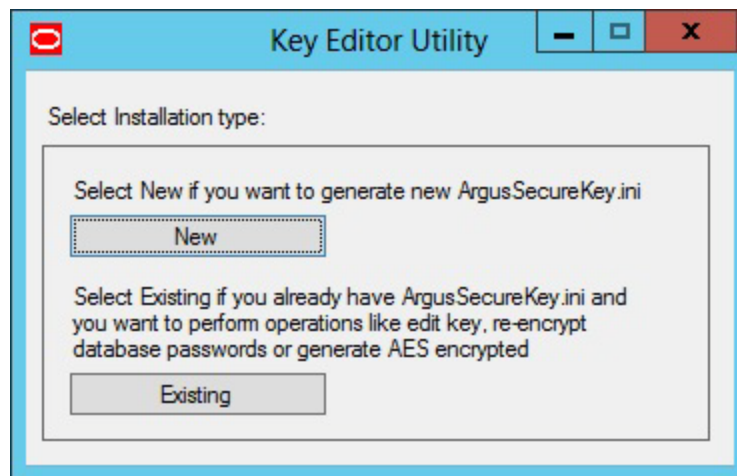 Key Editor Utility
Select Installation type:
Select New if you want to generate new ArgusSecureKey.ini
New
Select Existing if you already have ArgusSecureKey.ini and
you want to perform operations like edit key, re-encrypt
database passwords or generate AES encrypted
Existing